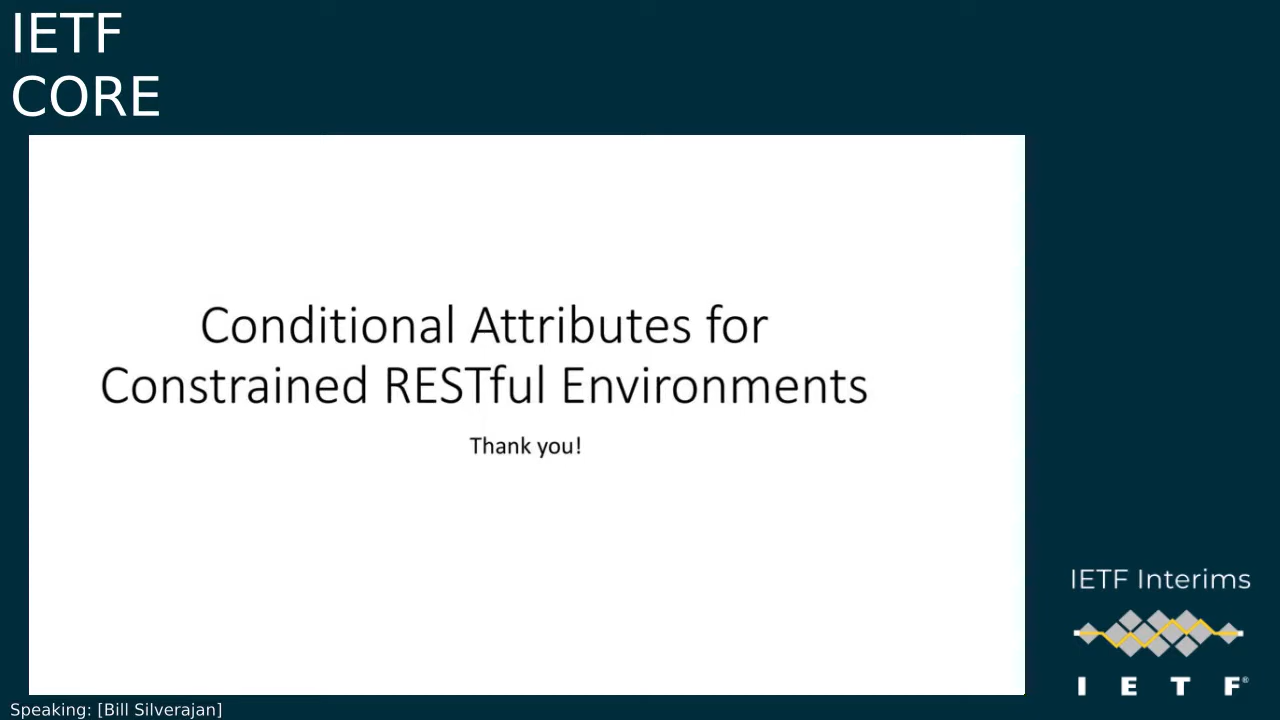 IETF
CORE
Conditional Attributes for
Constrained RESTful Environments
Thank you!
IETF Interims
I E T F®
Speaking: [Bill Silverajan]